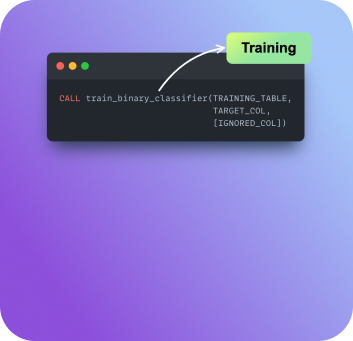 Training
CALL train_binary_classifier(TRAINING_TABLE,
TARGET_COL,
[IGNORED_COL])